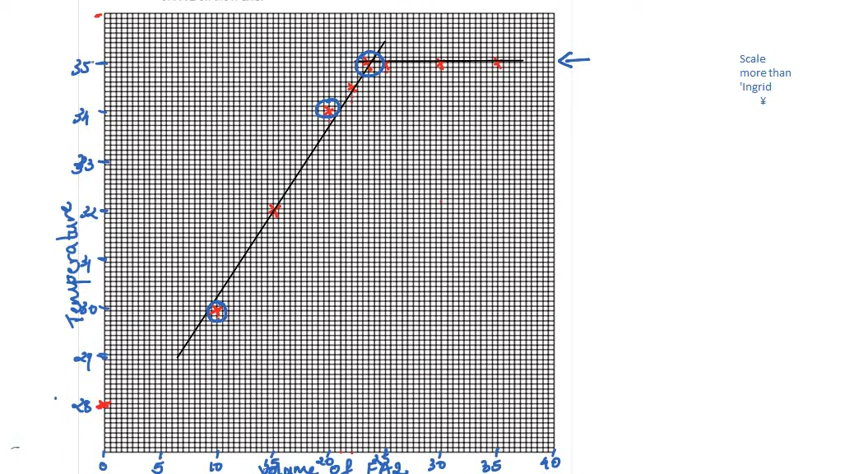 35
34
33
32
31
30
29
28
Temperature
0 5 10 15 20 25 30 35 40
Volume of FA2
Scale
more than
'Ingrid
¥